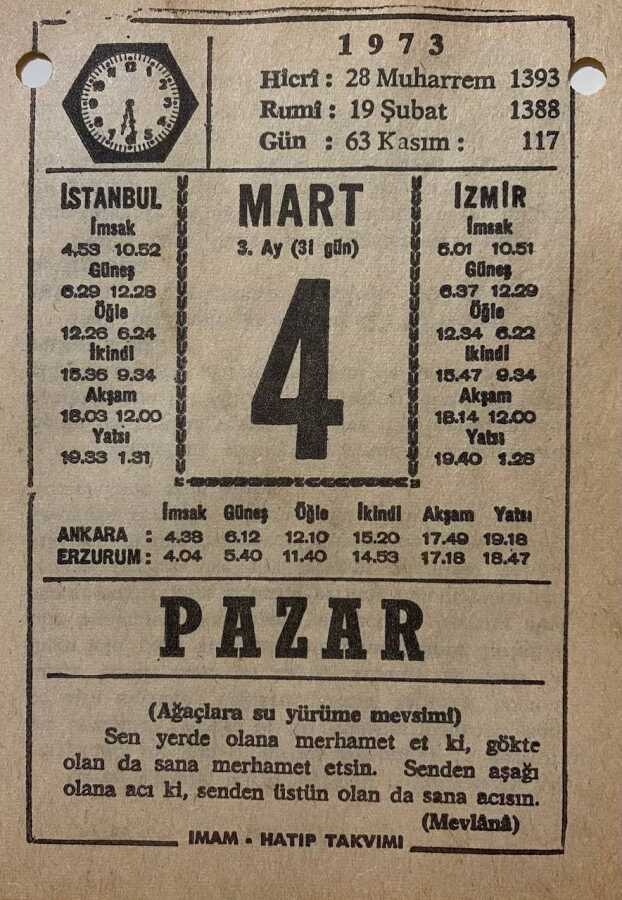 1973
Hicrî : 28 Muharrem 1393
Rumî : 19 Şubat 1388
Gün : 63 Kasım : 117
12
1
2
3
5
6
İSTANBUL
İmsak
4.53 10.52
Güneş
6.29 12.28
Öğle
12.26 6.24
İkindi
15.36 9.34
Akşam
18.03 12.00
Yatsı
19.33 1.31
MART
3. Ay (31 gün)
4
İZMİR
İmsak
5.01 10.51
Güneş
6.37 12.29
Öğle
12.34 6.22
İkindi
15.47 9.34
Akşam
18.14 12.00
Yatsı
19.40 1.28
İmsak Güneş Öğle İkindi Akşam Yatsı
ANKARA : 4.38 6.12 12.10 15.20 17.49 19.18
ERZURUM : 4.04 5.40 11.40 14.53 17.18 18.47
PAZAR
(Ağaçlara su yürüme mevsimi)
Sen yerde olana merhamet et ki, gökte
olan da sana merhamet etsin. Senden aşağı
olana acı ki, senden üstün olan da sana acısın.
(Mevlânâ)
IMAM - HATIP TAKVIMI